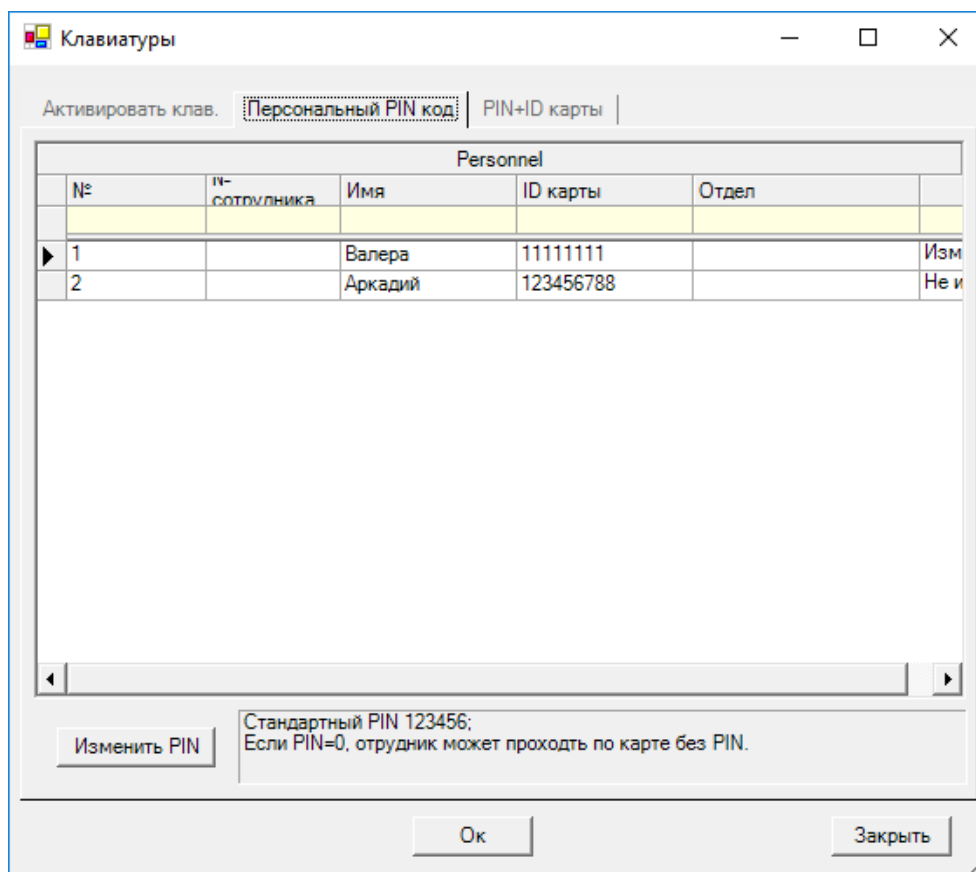 Клавиатуры
Активировать клав. Персональный PIN код PIN+ID карты
Personnel
№ сотрудника Имя ID карты Отдел
1 Валера 11111111 Изм
2 Аркадий 123456788 Не и
Изменить PIN
Стандартный PIN 123456;
Если PIN=0, отрудник может проходть по карте без PIN.
Ок Закрыть